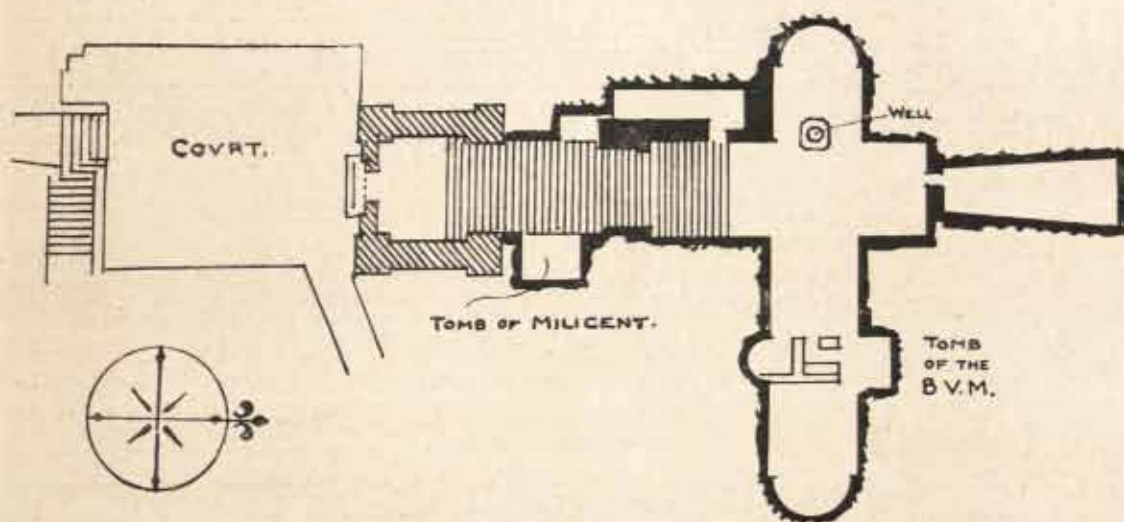 COVRT.
WELL
TOMB OF MILICENT.
TOMB
OF THE
B V.M.